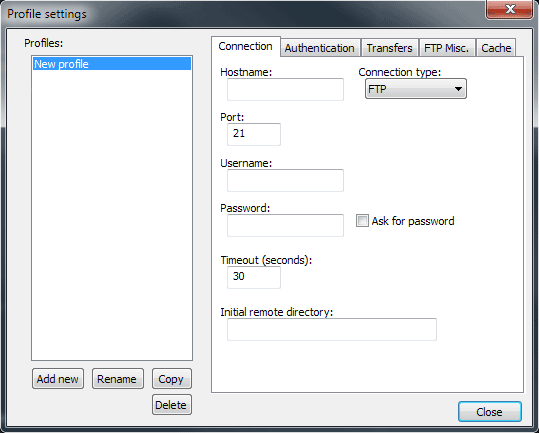 Profile settings
Profiles:
New profile
Add new
Rename
Copy
Delete
Connection
Authentication
Transfers
FTP Misc.
Cache
Hostname:
Connection type:
FTP
Port:
21
Username:
Password:
Ask for password
Timeout (seconds):
30
Initial remote directory:
Close